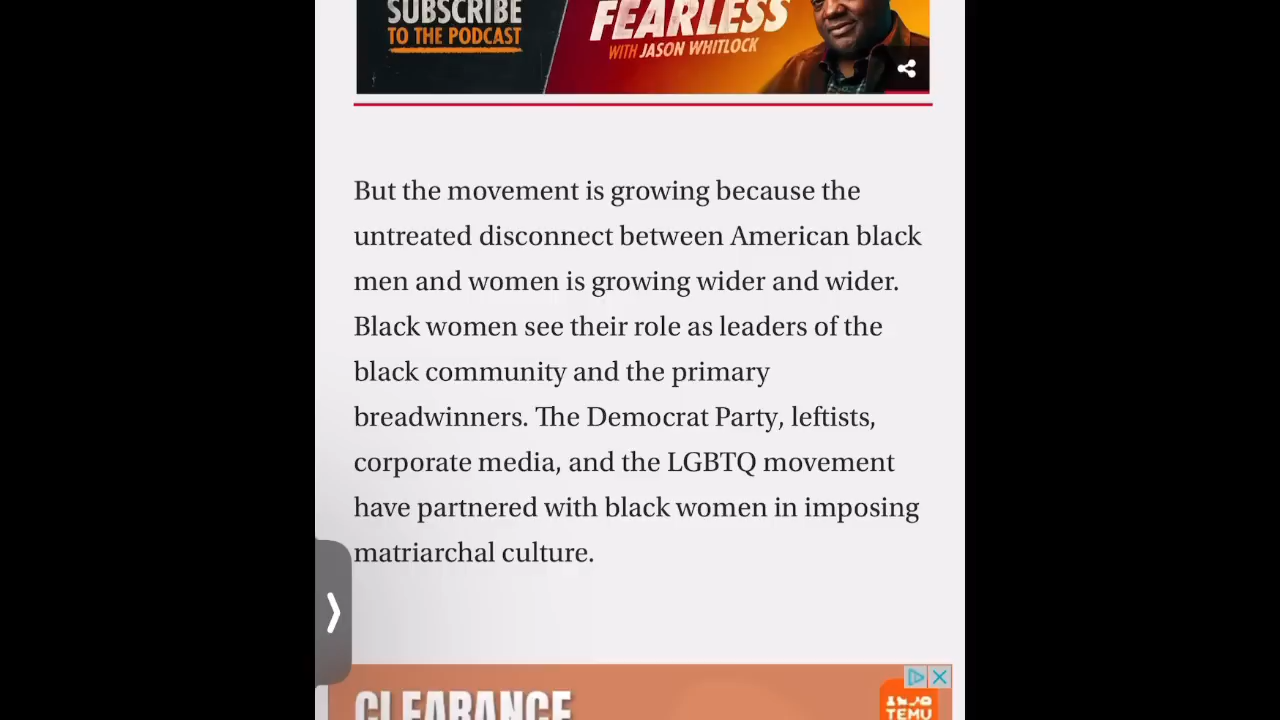 SUBSCRIBE
TO THE PODCAST
FEARLESS
WITH JASON WHITLOCK
But the movement is growing because the
untreated disconnect between American black
men and women is growing wider and wider.
Black women see their role as leaders of the
black community and the primary
breadwinners. The Democrat Party, leftists,
corporate media, and the LGBTQ movement
have partnered with black women in imposing
matriarchal culture.
CLEARANCE
TEMU